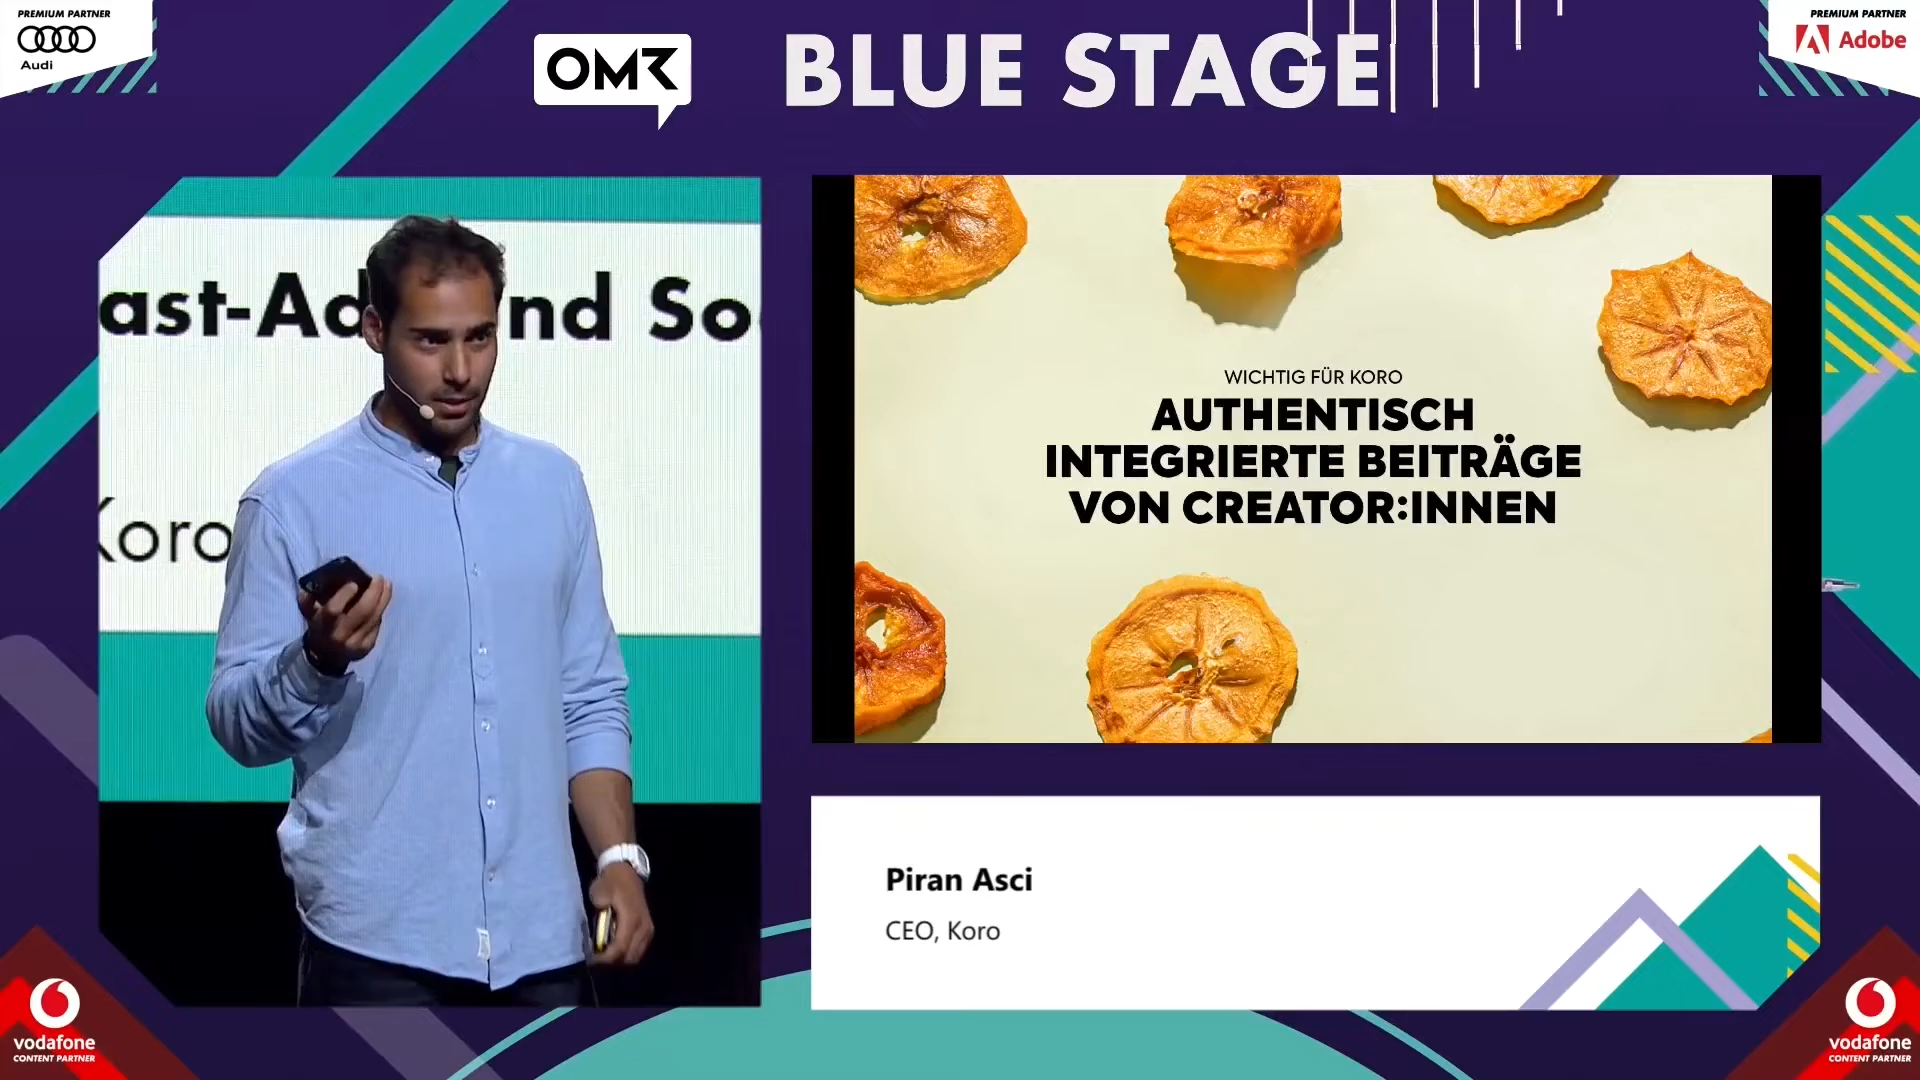 PREMIUM PARTNER
Audi
OMR
BLUE STAGE
PREMIUM PARTNER
Adobe
ast-Ad nd So
Koro
WICHTIG FÜR KORO
AUTHENTISCH
INTEGRIERTE BEITRÄGE
VON CREATOR:INNEN
Piran Asci
CEO, Koro
vodafone
CONTENT PARTNER
vodafone
CONTENT PARTNER